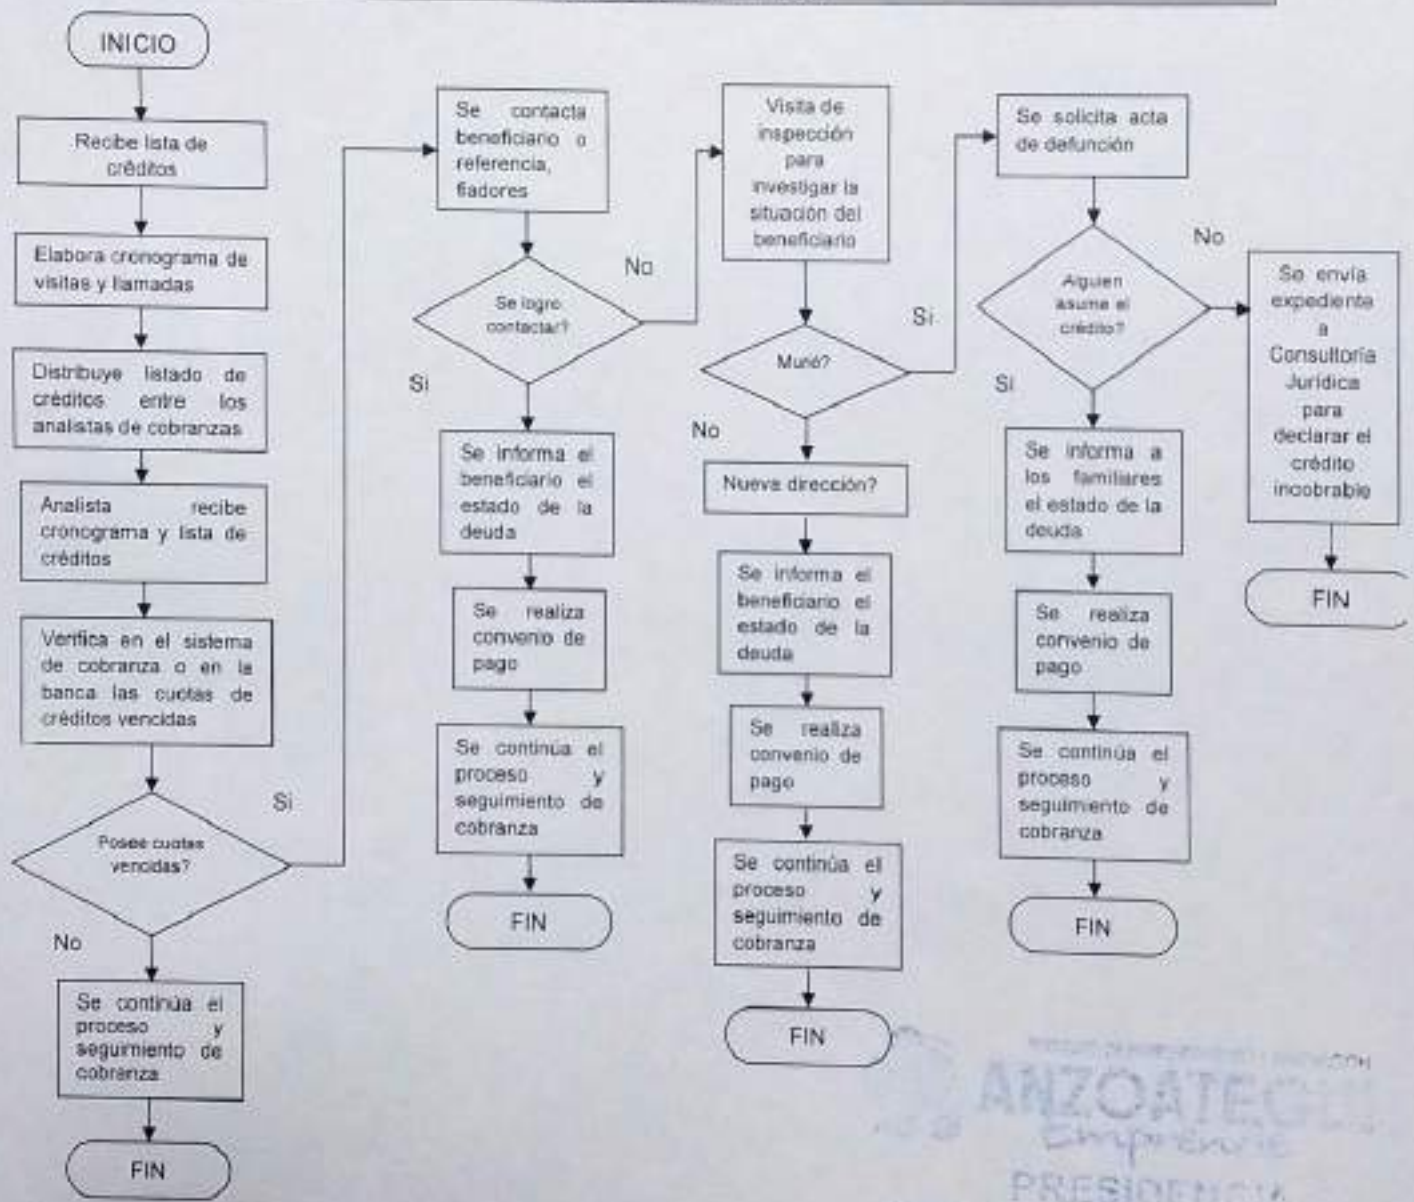 INICIO
Recibe lista de
créditos
Elabora cronograma de
visitas y llamadas
Distribuye listado de
créditos entre los
analistas de cobranzas
Analista recibe
cronograma y lista de
créditos
Verifica en el sistema
de cobranza o en la
banca las cuotas de
créditos vencidas
Posee cuotas
vencidas?
Si
No
Se continúa el
proceso y
seguimiento de
cobranza
FIN
Se contacta
beneficiario o
referencia,
fiadores
Se logro
contactar?
No
Si
Se informa el
beneficiario el
estado de la
deuda
Se realiza
convenio de
pago
Se continúa el
proceso y
seguimiento de
cobranza
FIN
Visita de
inspección
para
investigar la
situación del
beneficiario
Murió?
Si
No
Nueva dirección?
Se informa el
beneficiario el
estado de la
deuda
Se realiza
convenio de
pago
Se continúa el
proceso y
seguimiento de
cobranza
FIN
Se solicita acta
de defunción
Alguien
asume el
crédito?
No
Si
Se informa a
los familiares
el estado de la
deuda
Se realiza
convenio de
pago
Se continúa el
proceso y
seguimiento de
cobranza
FIN
Se envía
expediente
a
Consultoría
Jurídica
para
declarar el
crédito
incobrable
FIN
ANZOATEGUI
Emprende
PRESIDENCIA